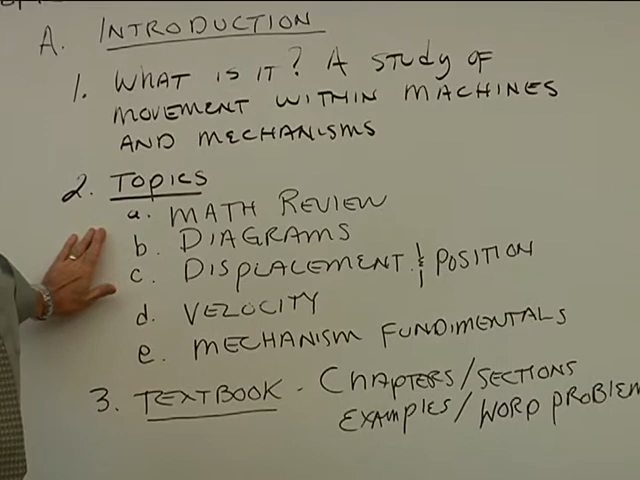 A. INTRODUCTION
1. WHAT IS IT? A STUDY OF
MOVEMENT WITHIN MACHINES
AND MECHANISMS
2. TOPICS
a. MATH REVIEW
b. DIAGRAMS
c. DISPLACEMENT & POSITION
d. VELOCITY
e. MECHANISM FUNDIMENTALS
3. TEXTBOOK - CHAPTERS/SECTIONS
EXAMPLES/WORD PROBLEM